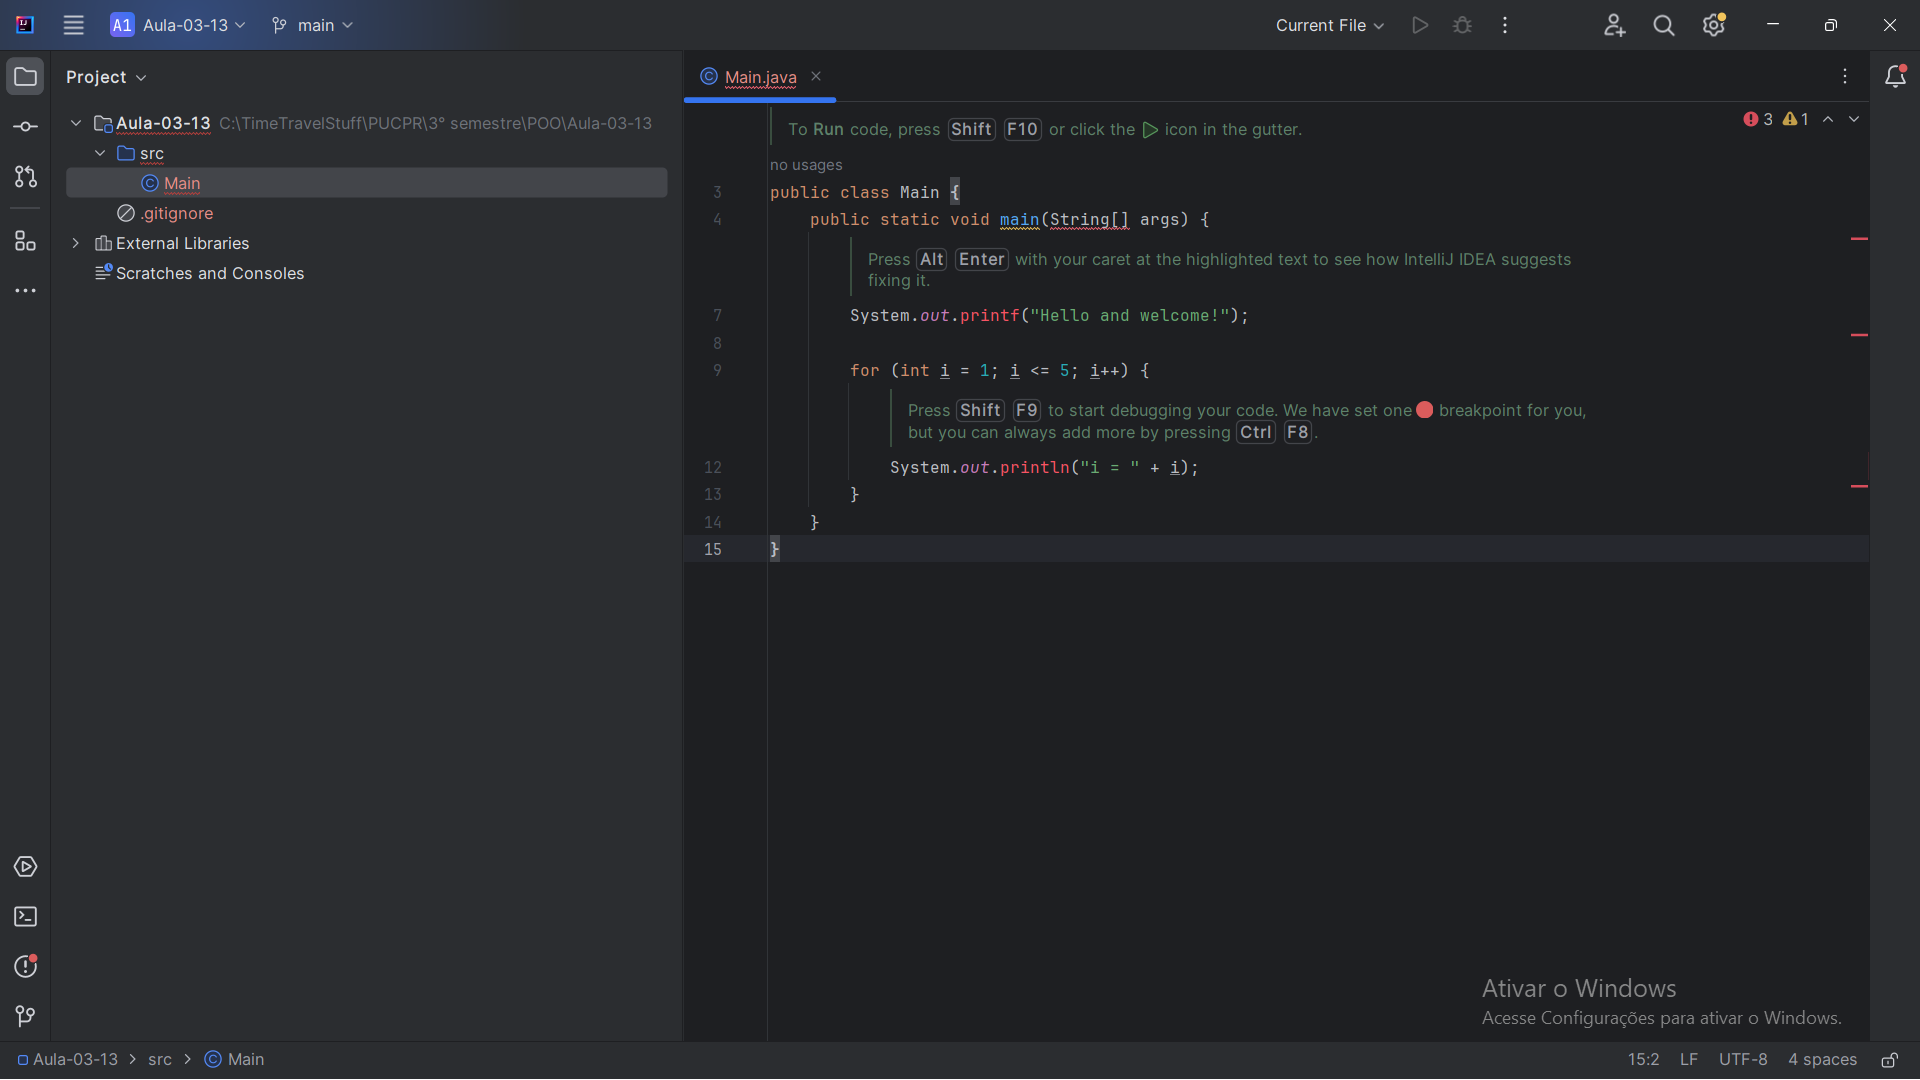 A1 Aula-03-13 main Current File
Project
Main.java
Aula-03-13 C:\TimeTravelStuff\PUCPR\3° semestre\POO\Aula-03-13
src
Main
.gitignore
External Libraries
Scratches and Consoles
3 1
To Run code, press Shift F10 or click the icon in the gutter.
no usages
3 public class Main {
4 public static void main(String[] args) {
Press Alt Enter with your caret at the highlighted text to see how IntelliJ IDEA suggests
fixing it.
7 System.out.printf("Hello and welcome!");
8
9 for (int i = 1; i <= 5; i++) {
Press Shift F9 to start debugging your code. We have set one breakpoint for you,
but you can always add more by pressing Ctrl F8.
12 System.out.println("i = " + i);
13 }
14 }
15 }
Ativar o Windows
Acesse Configurações para ativar o Windows.
Aula-03-13 > src > Main 15:2 LF UTF-8 4 spaces